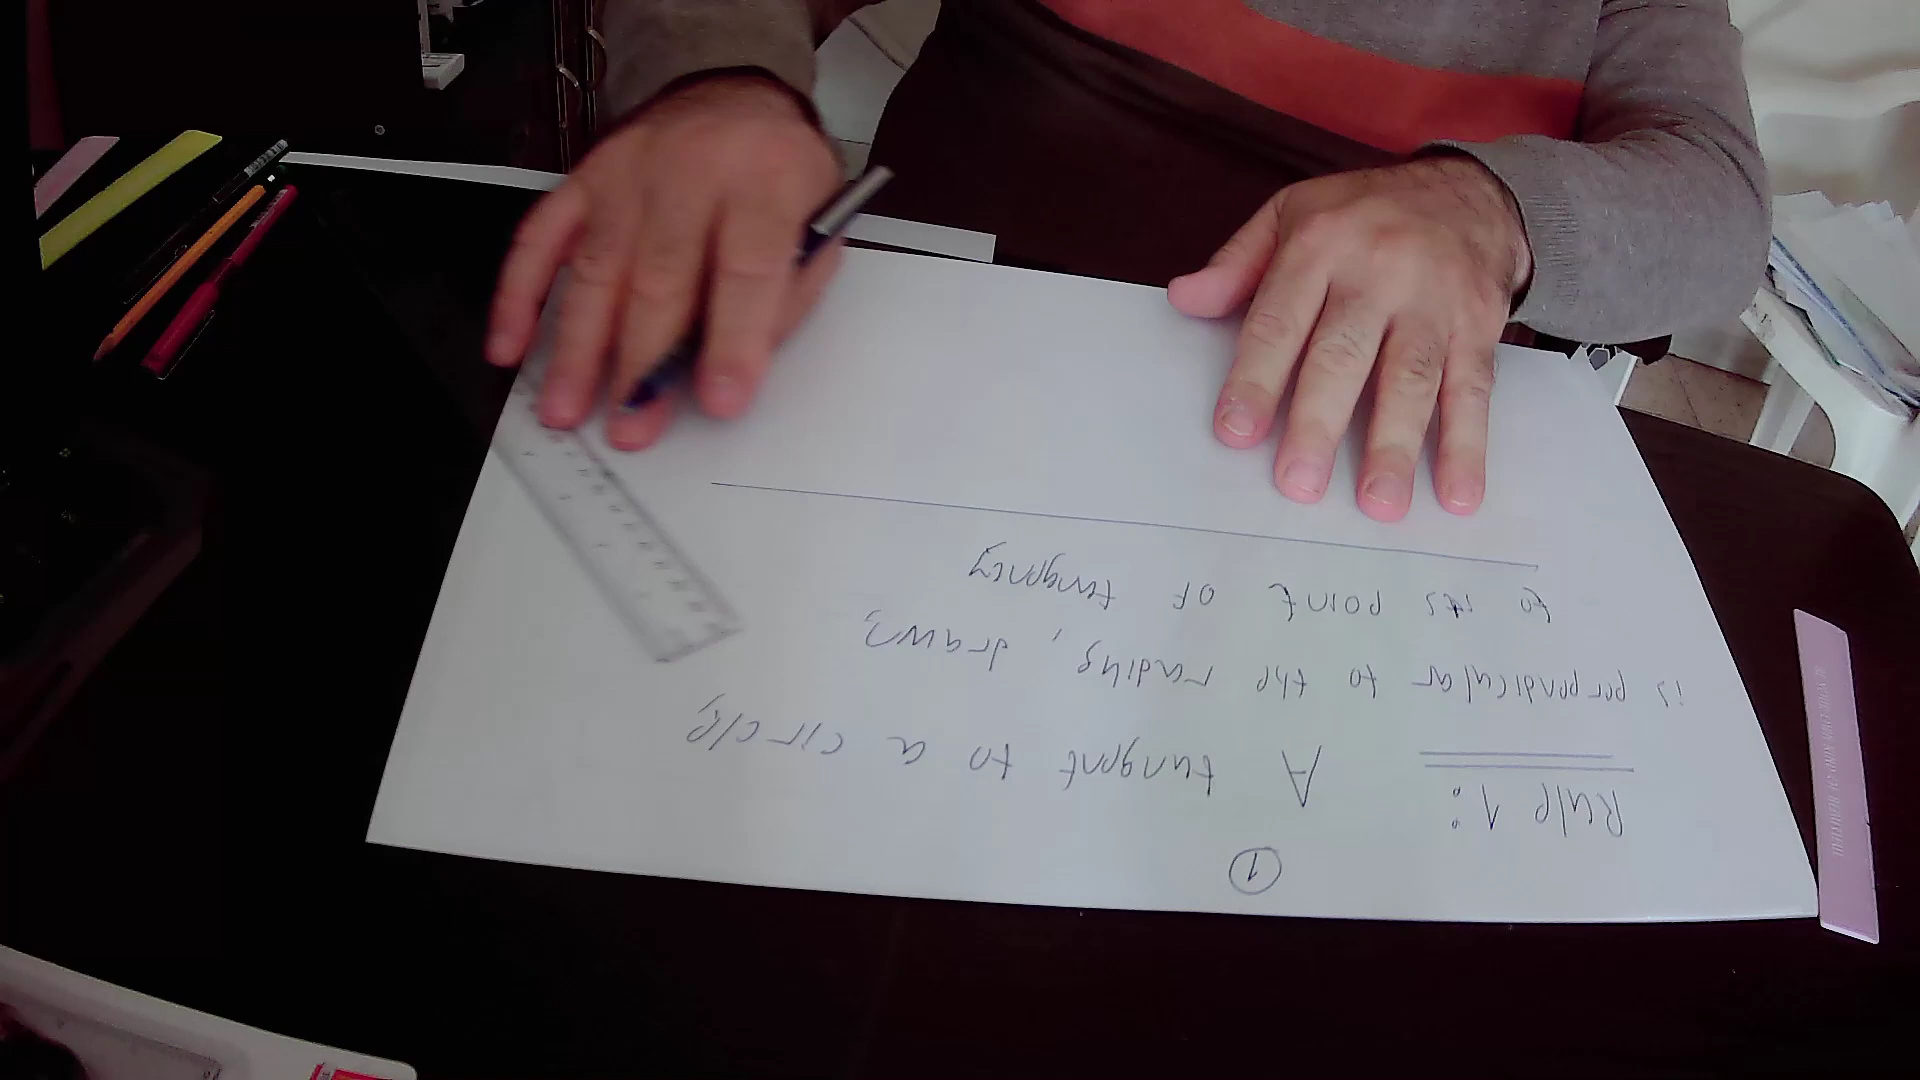 1
Rule 1: A tangent to a circle,
is perpendicular to the radius, drawn
to its point of tangency